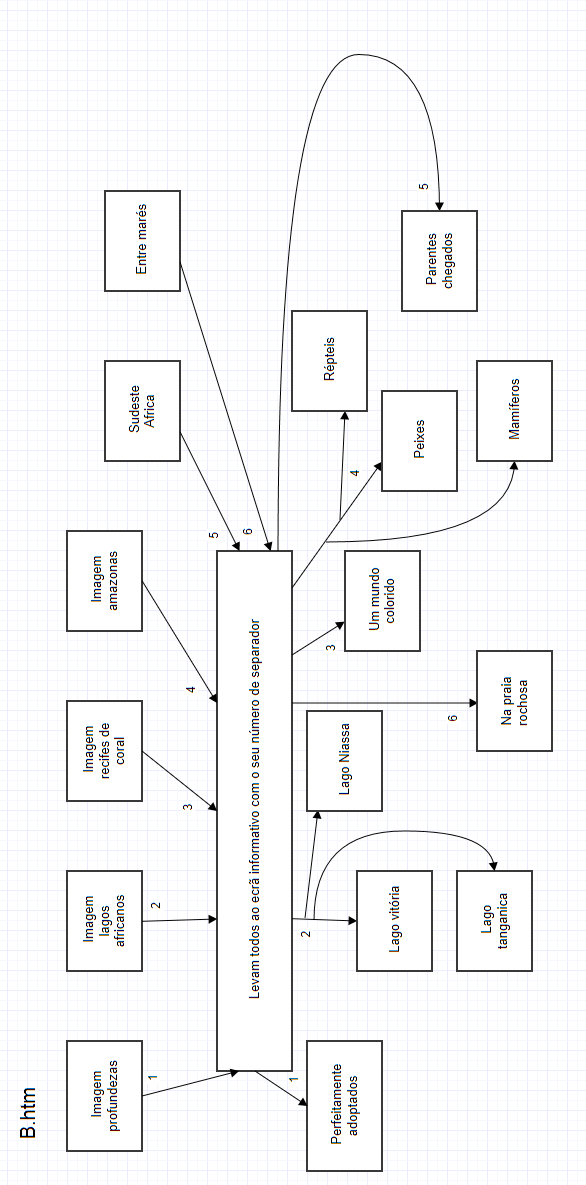 B.htm
Imagem
profundezas
Imagem
lagos
africanos
Imagem
recifes de
coral
Imagem
amazonas
Sudeste
Africa
Entre marés
1
2
3
4
5
6
Levam todos ao ecrã informativo com o seu número de separador
1
2
3
4
5
6
Perfeitamente
adoptados
Lago vitória
Lago Niassa
Lago
tanganica
Um mundo
colorido
Répteis
Peixes
Mamíferos
Parentes
chegados
Na praia
rochosa